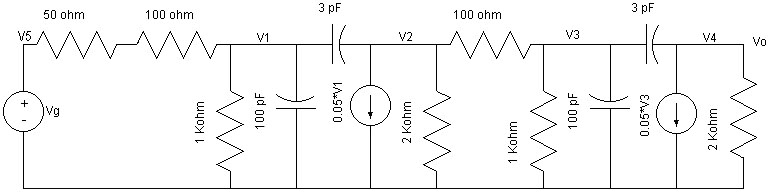 50 ohm
100 ohm
3 pF
100 ohm
3 pF
V5
V1
V2
V3
V4
Vo
+
-
Vg
1 Kohm
100 pF
0.05*V1
2 Kohm
1 Kohm
100 pF
0.05*V3
2 Kohm